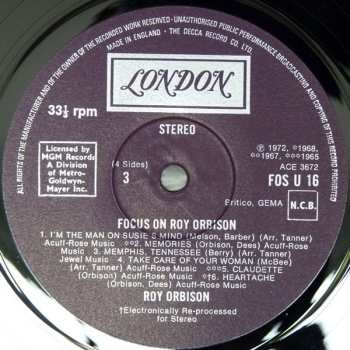 ALL RIGHTS OF THE MANUFACTURER AND OF THE OWNER OF THE RECORDED WORK RESERVED. UNAUTHORISED PUBLIC PERFORMANCE BROADCASTING AND COPYING OF THIS RECORD PROHIBITED
MADE IN ENGLAND. • THE DECCA RECORD CO. LTD.
LONDON
33⅓ rpm
STEREO
Licensed by
MGM Records
A Division
of Metro-
Goldwyn-
Mayer Inc.
(4 Sides)
3
℗ 1972, °1968,
°°1967, °°°1965
ACE 3672
FOS U 16
Britico, GEMA
N.C.B.
FOCUS ON ROY ORBISON
1. I'M THE MAN ON SUSIE'S MIND (Melson, Barber) (Arr. Tanner)
Acuff-Rose Music °†2. MEMORIES (Orbison, Dees) Acuff-Rose
Music 3. MEMPHIS, TENNESSEE (Berry) (Arr. Tanner)
Jewel Music 4. TAKE CARE OF YOUR WOMAN (McBee)
(Arr. Tanner) Acuff-Rose Music °°5. CLAUDETTE
(Orbison) Acuff-Rose Music °†6. HEARTACHE
(Orbison, Dees) Acuff-Rose Music
ROY ORBISON
†Electronically Re-processed
for Stereo